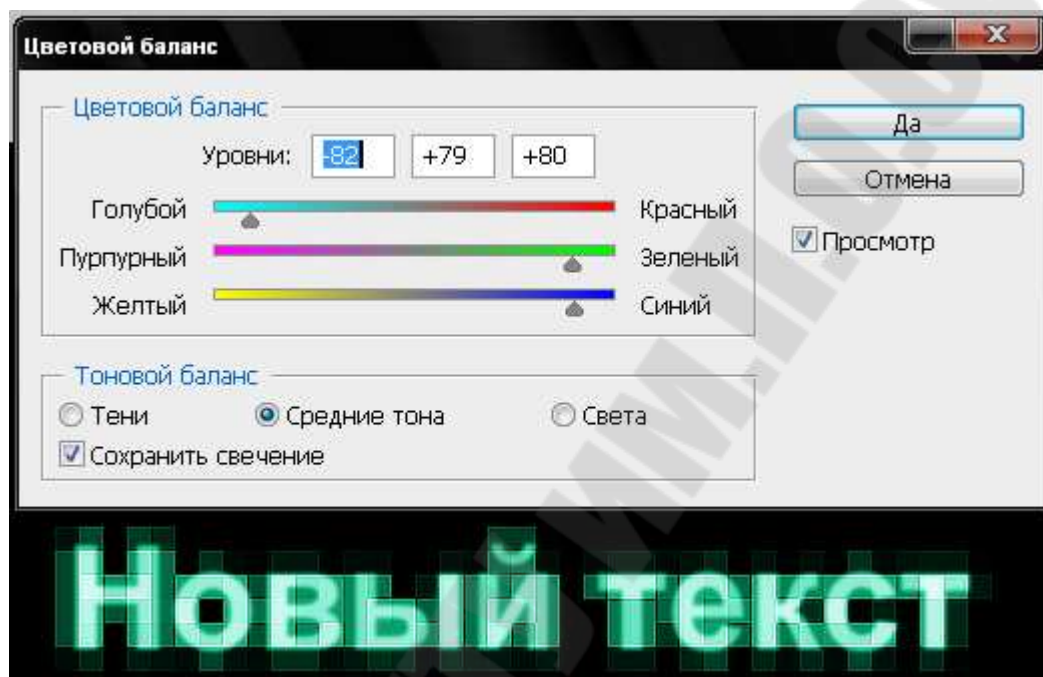 Цветовой баланс
Цветовой баланс
Уровни: -82 +79 +80
Голубой Красный
Пурпурный Зеленый
Желтый Синий
Да
Отмена
Просмотр
Тоновой баланс
Тени Средние тона Света
Сохранить свечение
Новый текст